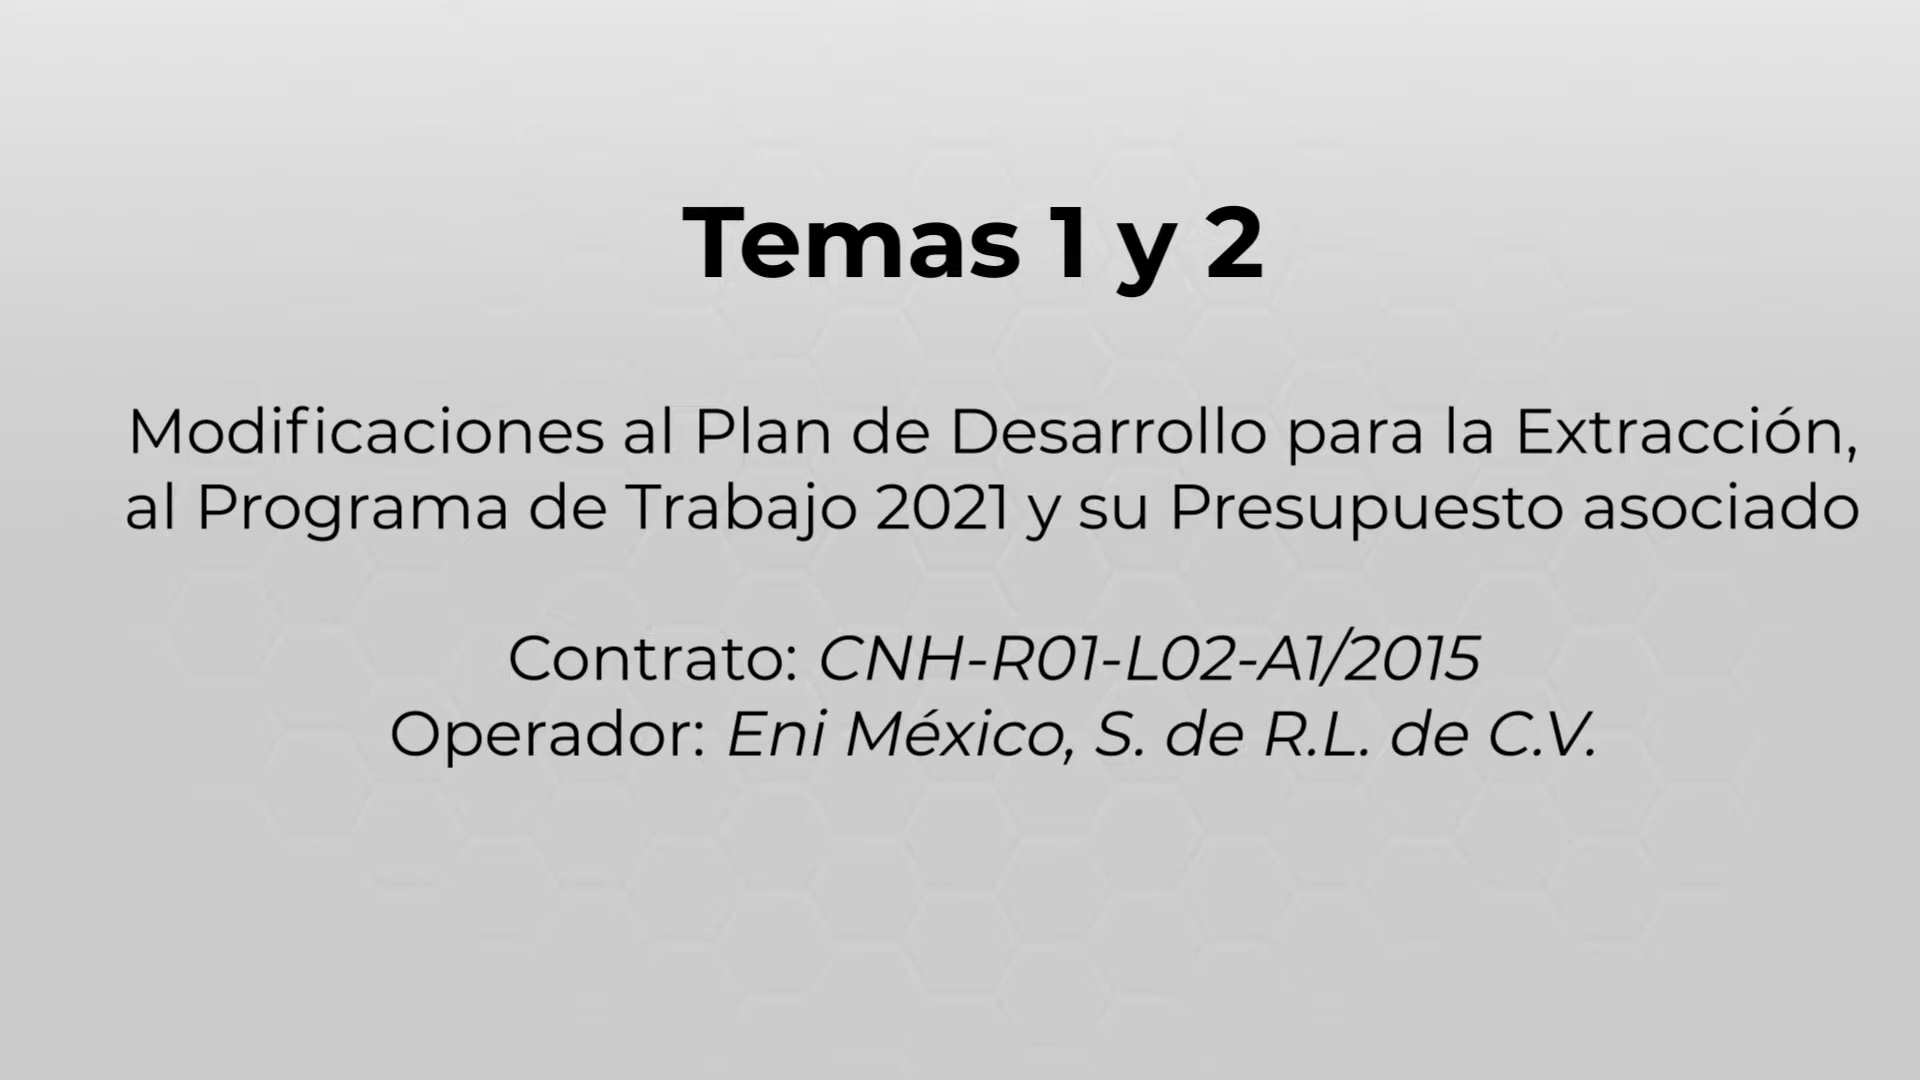 Temas 1 y 2
Modificaciones al Plan de Desarrollo para la Extracción,
al Programa de Trabajo 2021 y su Presupuesto asociado
Contrato: CNH-R01-L02-A1/2015
Operador: Eni México, S. de R.L. de C.V.